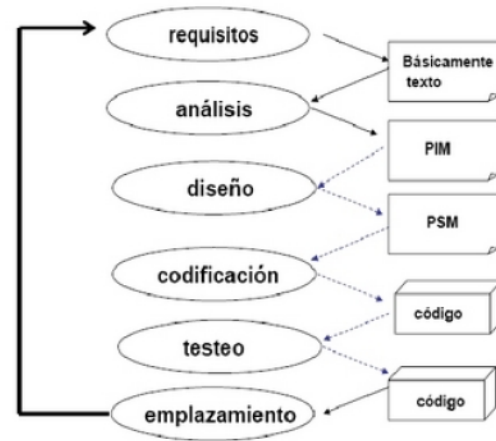 requisitos
Básicamente
texto
análisis
PIM
diseño
PSM
codificación
código
testeo
código
emplazamiento